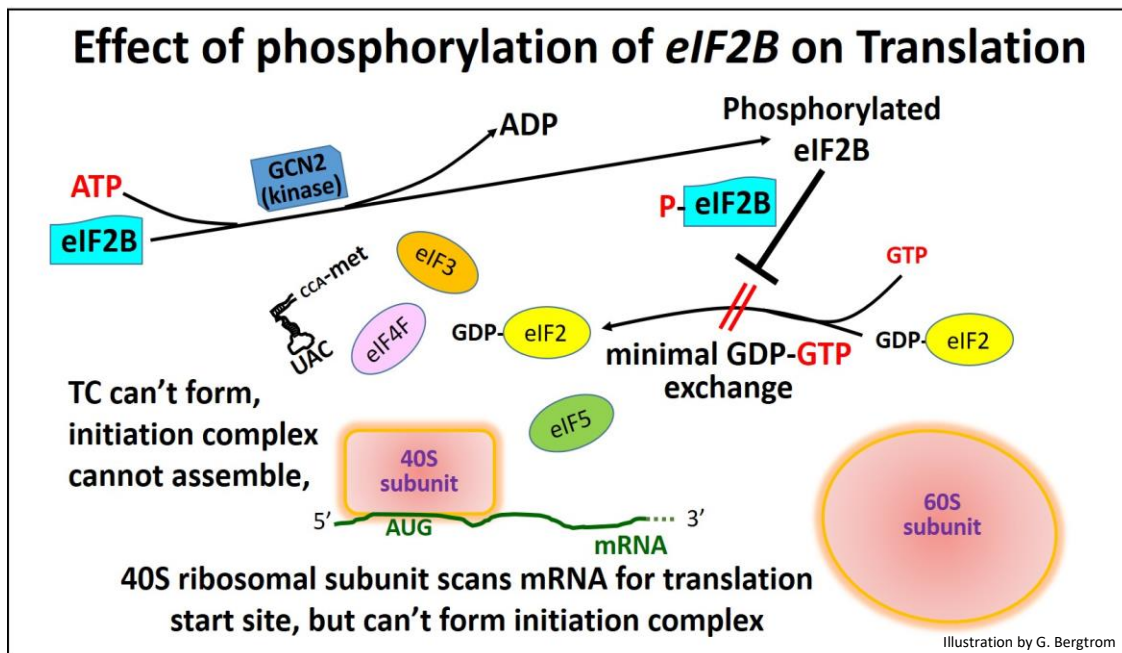 Effect of phosphorylation of eIF2B on Translation
ATP
eIF2B
GCN2
(kinase)
ADP
Phosphorylated
eIF2B
P-eIF2B
CCA-met
UAC
eIF3
eIF4F
GDP-eIF2
GTP
GDP-eIF2
minimal GDP-GTP
exchange
eIF5
TC can’t form,
initiation complex
cannot assemble,
40S
subunit
60S
subunit
5’
AUG
mRNA
3’
40S ribosomal subunit scans mRNA for translation
start site, but can’t form initiation complex
Illustration by G. Bergtrom